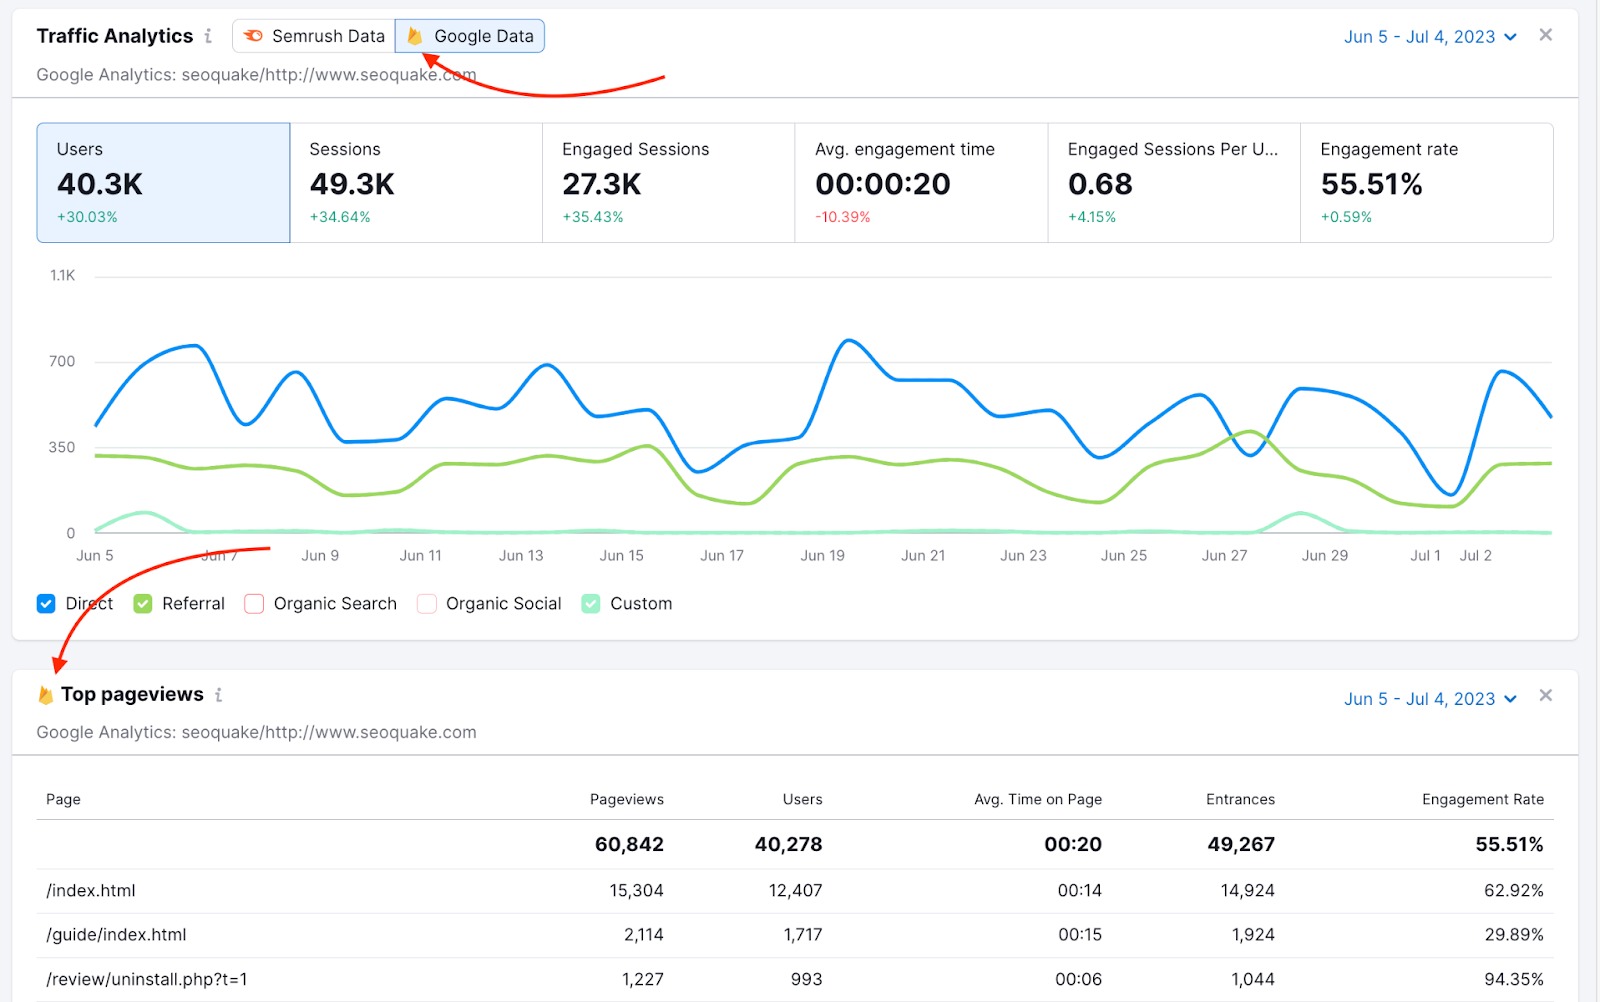 Traffic Analytics i Semrush Data Google Data Jun 5 - Jul 4, 2023
Google Analytics: seoquake/http://www.seoquake.com
Users Sessions Engaged Sessions Avg. engagement time Engaged Sessions Per U... Engagement rate
40.3K 49.3K 27.3K 00:00:20 0.68 55.51%
+30.03% +34.64% +35.43% -10.39% +4.15% +0.59%
1.1K
700
350
0
Jun 5 Jun 7 Jun 9 Jun 11 Jun 13 Jun 15 Jun 17 Jun 19 Jun 21 Jun 23 Jun 25 Jun 27 Jun 29 Jul 1 Jul 2
Direct Referral Organic Search Organic Social Custom
Top pageviews i Jun 5 - Jul 4, 2023
Google Analytics: seoquake/http://www.seoquake.com
Page Pageviews Users Avg. Time on Page Entrances Engagement Rate
60,842 40,278 00:20 49,267 55.51%
/index.html 15,304 12,407 00:14 14,924 62.92%
/guide/index.html 2,114 1,717 00:15 1,924 29.89%
/review/uninstall.php?t=1 1,227 993 00:06 1,044 94.35%